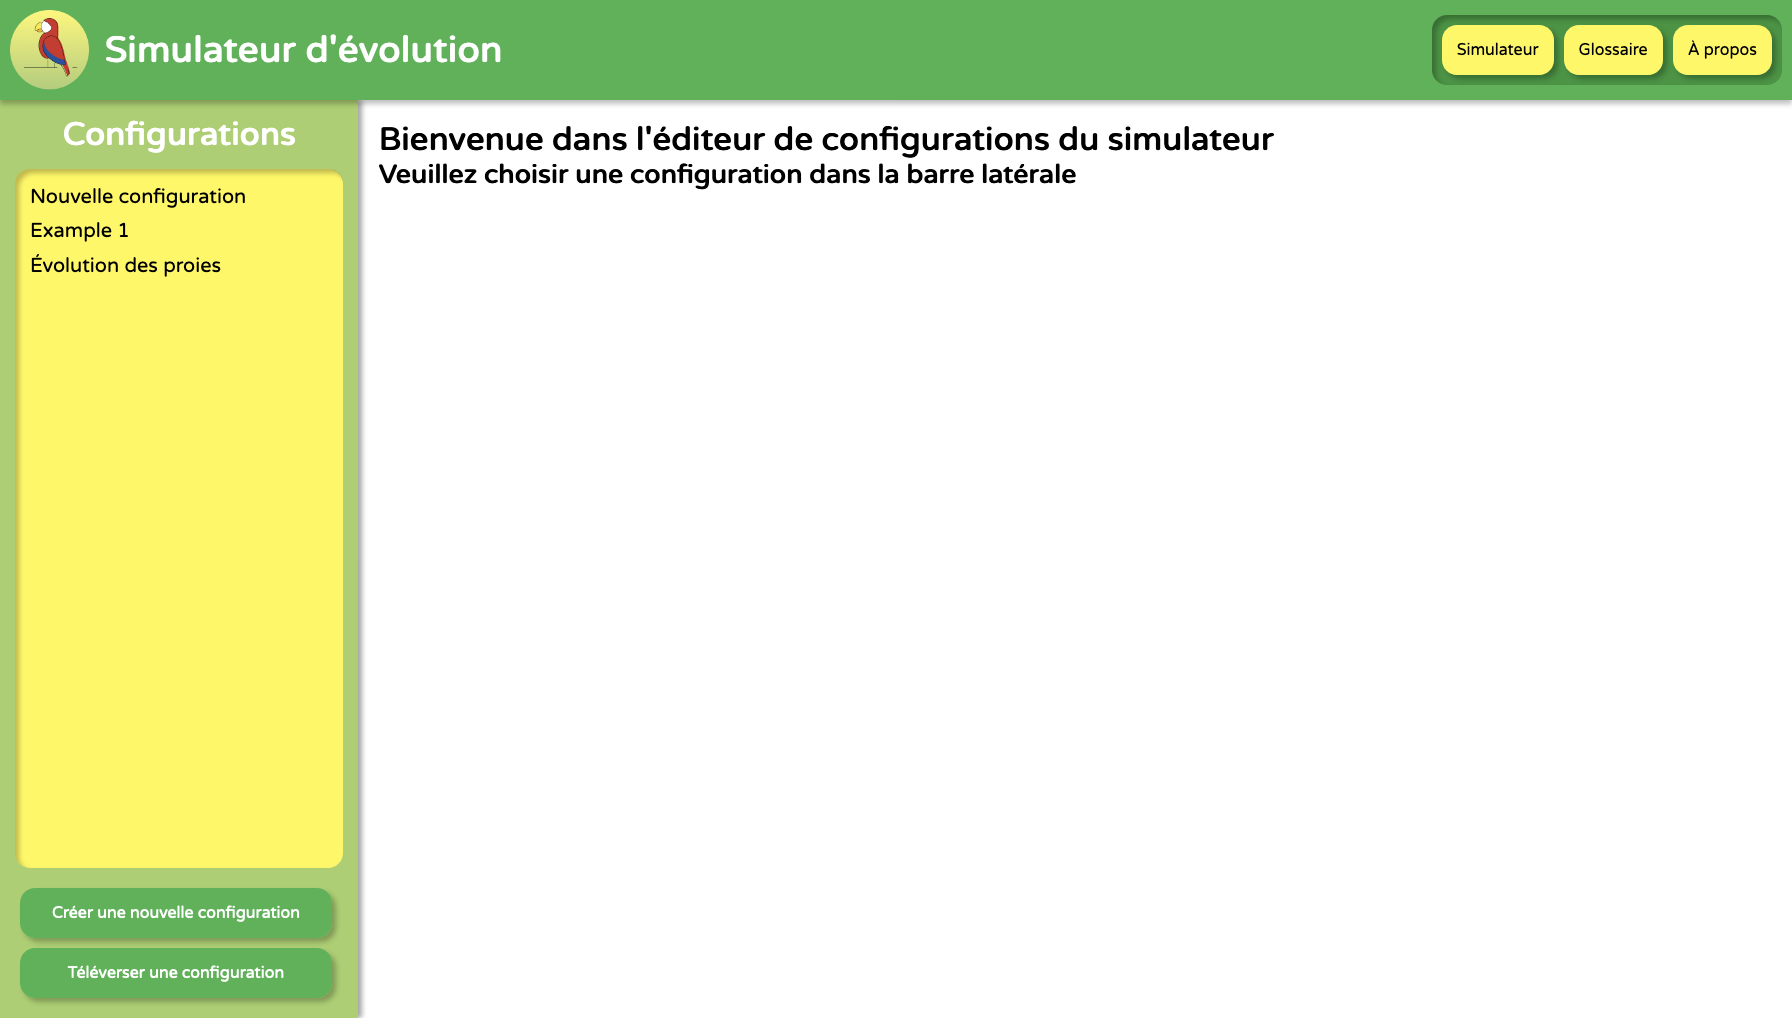 Simulateur d'évolution
Simulateur
Glossaire
À propos
Configurations
Nouvelle configuration
Example 1
Évolution des proies
Créer une nouvelle configuration
Téléverser une configuration
Bienvenue dans l'éditeur de configurations du simulateur
Veuillez choisir une configuration dans la barre latérale